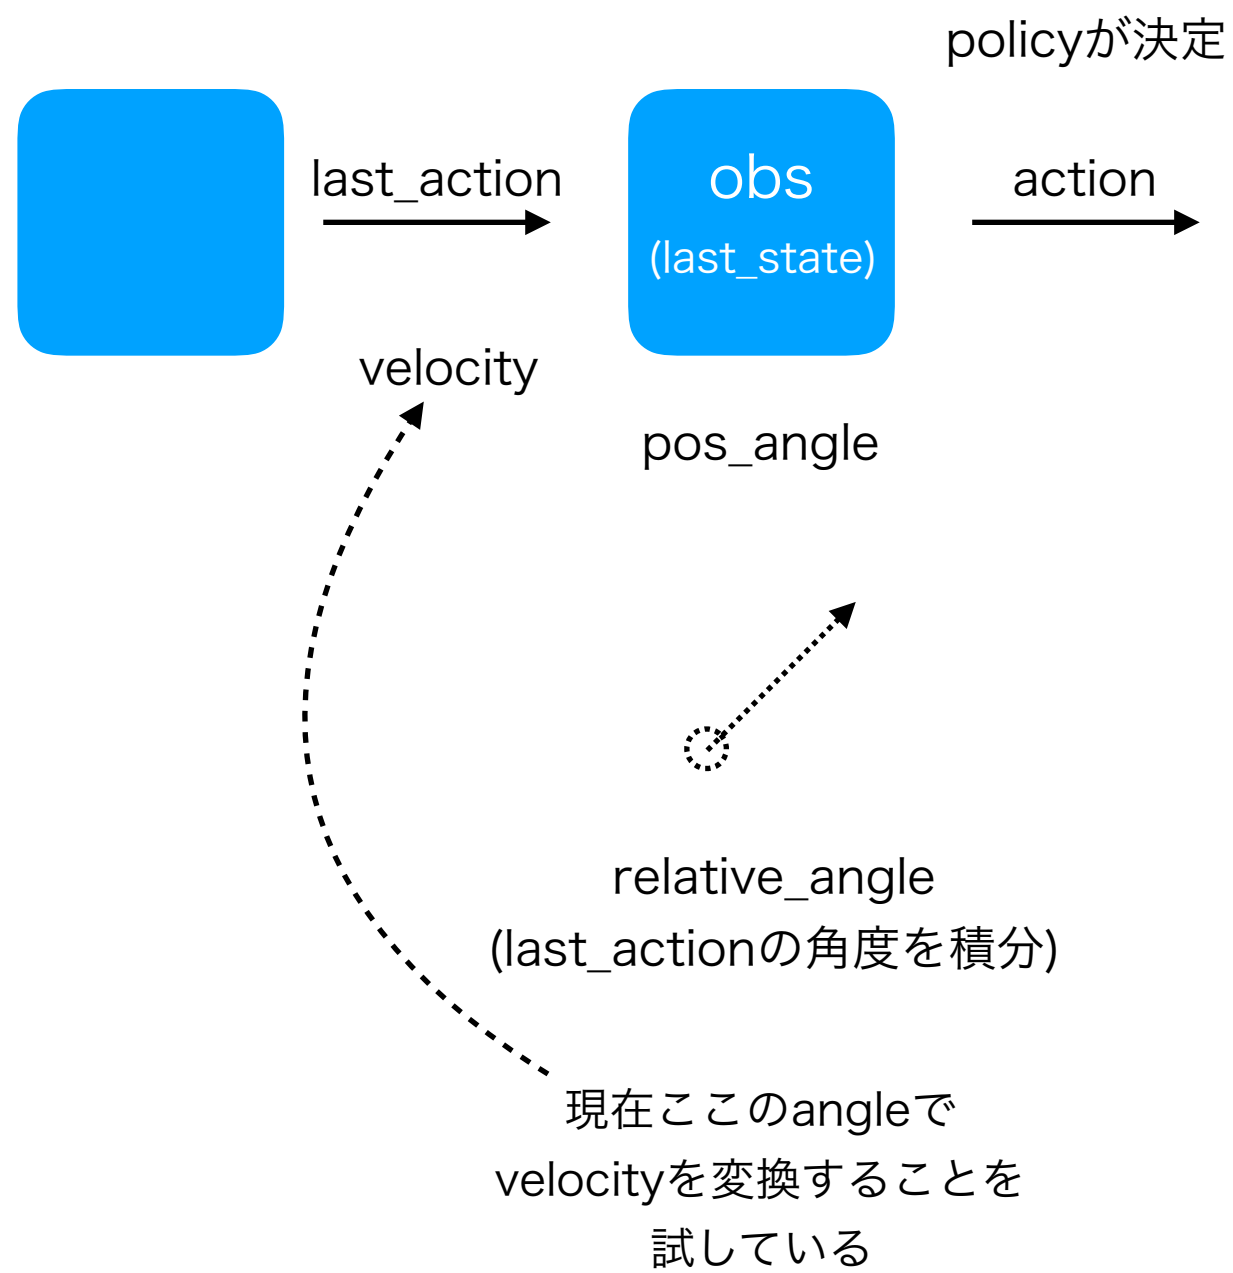 policyが決定
last_action
obs
(last_state)
action
velocity
pos_angle
relative_angle
(last_actionの角度を積分)
現在ここのangleで
velocityを変換することを
試している